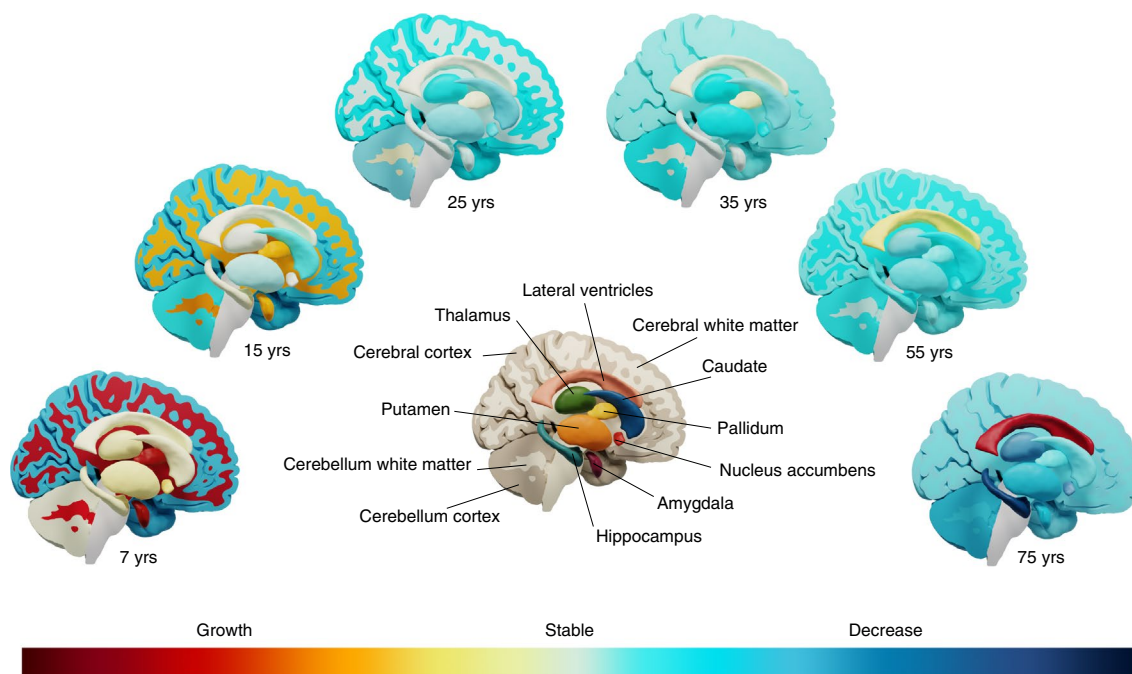 25 yrs
35 yrs
15 yrs
55 yrs
Lateral ventricles
Thalamus
Cerebral white matter
Cerebral cortex
Caudate
Putamen
Pallidum
Cerebellum white matter
Nucleus accumbens
Amygdala
Cerebellum cortex
Hippocampus
7 yrs
75 yrs
Growth
Stable
Decrease